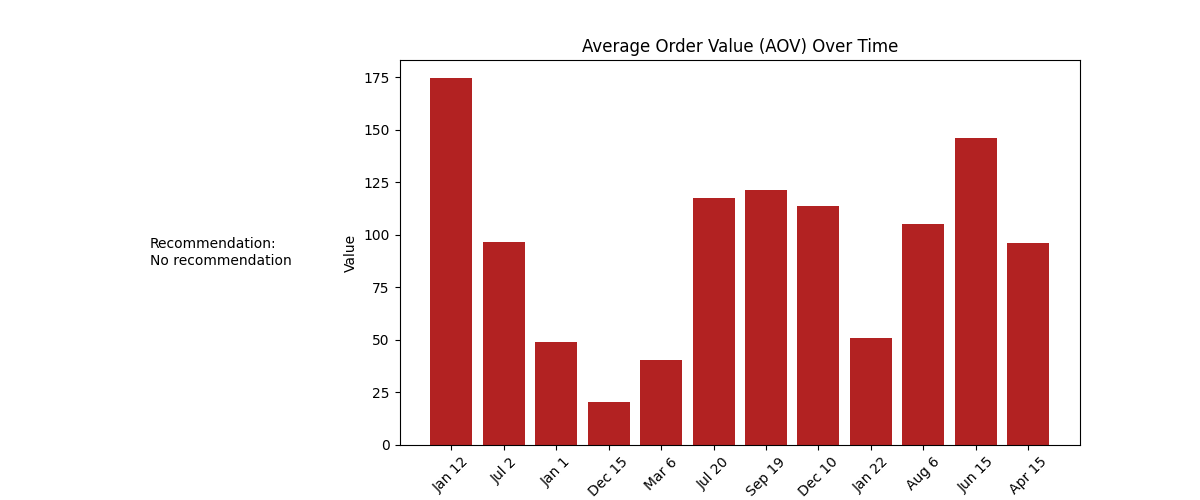 Average Order Value (AOV) Over Time
Recommendation:
No recommendation
Value
175
150
125
100
75
50
25
0
Jan 12
Jul 2
Jan 1
Dec 15
Mar 6
Jul 20
Sep 19
Dec 10
Jan 22
Aug 6
Jun 15
Apr 15